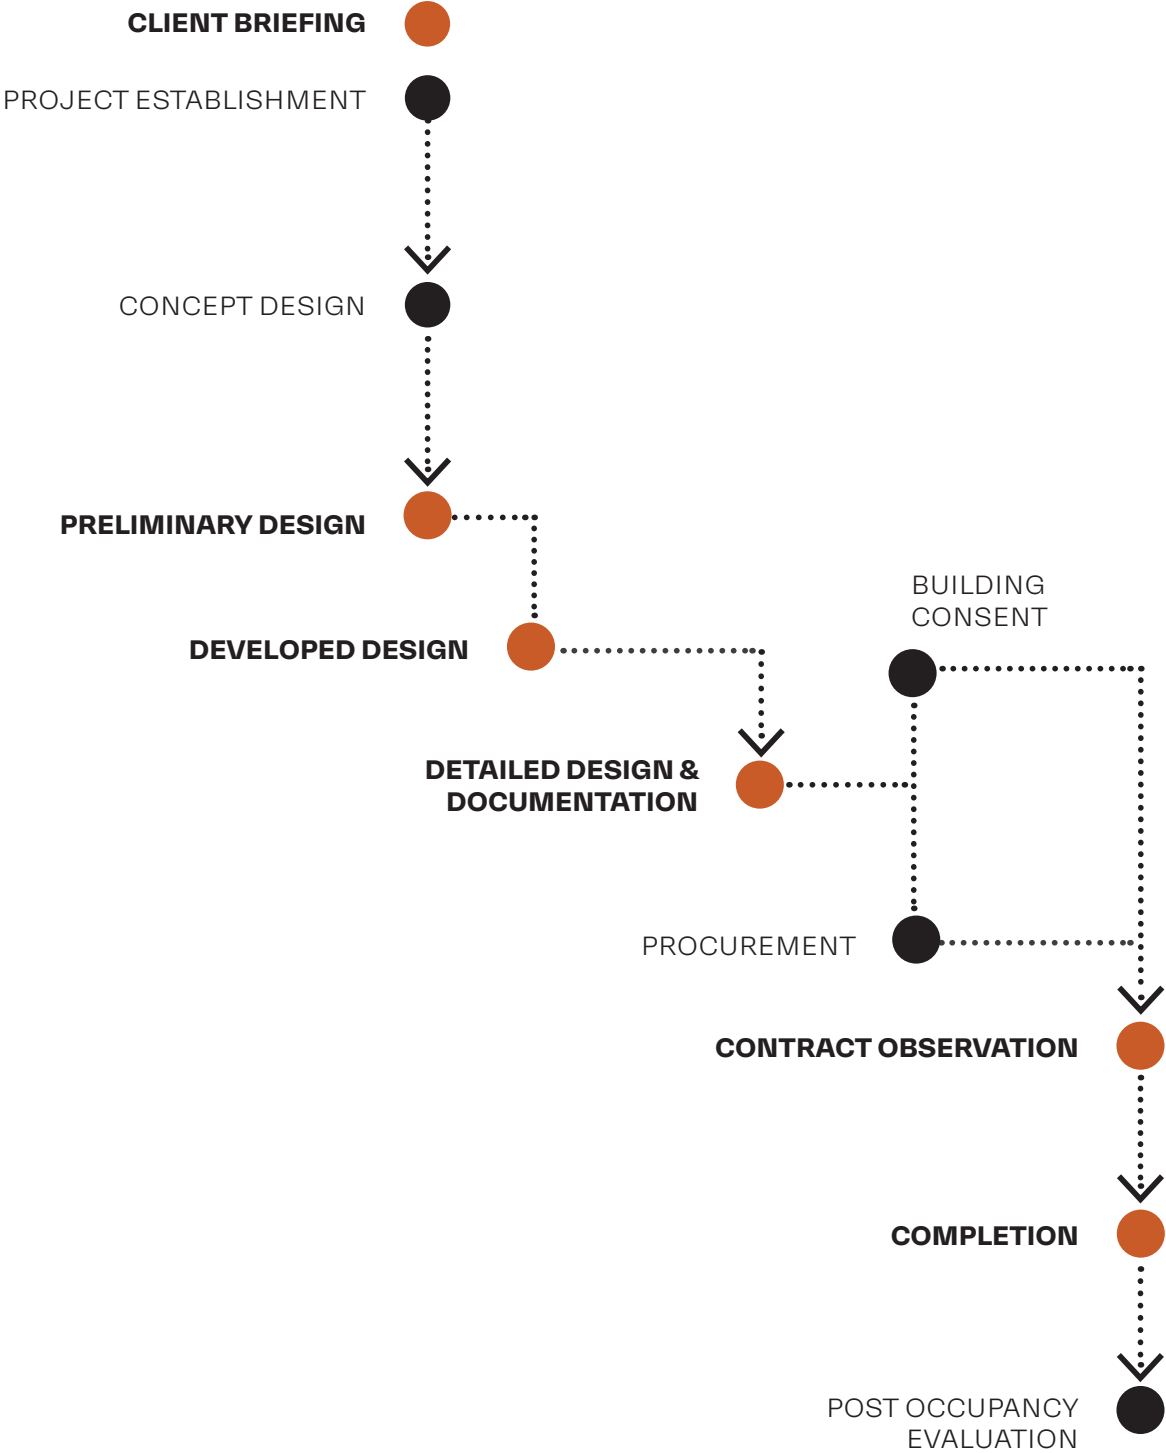 CLIENT BRIEFING
PROJECT ESTABLISHMENT
CONCEPT DESIGN
PRELIMINARY DESIGN
BUILDING
CONSENT
DEVELOPED DESIGN
DETAILED DESIGN &
DOCUMENTATION
PROCUREMENT
CONTRACT OBSERVATION
COMPLETION
POST OCCUPANCY
EVALUATION